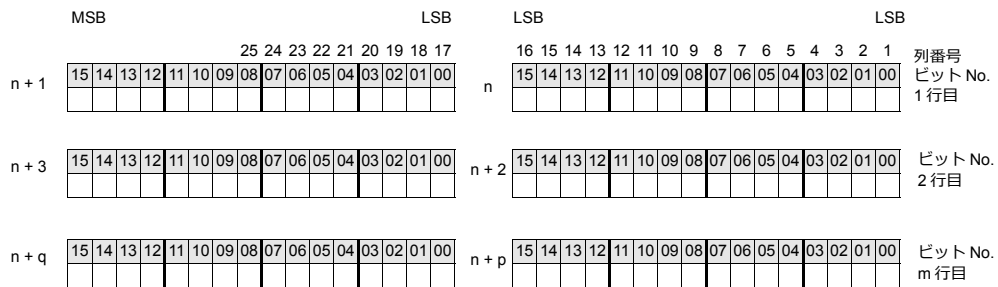 MSB LSB LSB LSB
25 24 23 22 21 20 19 18 17 16 15 14 13 12 11 10 9 8 7 6 5 4 3 2 1 列番号
n + 1 15 14 13 12 11 10 09 08 07 06 05 04 03 02 01 00 n 15 14 13 12 11 10 09 08 07 06 05 04 03 02 01 00 ビット No.
1 行目
n + 3 15 14 13 12 11 10 09 08 07 06 05 04 03 02 01 00 n + 2 15 14 13 12 11 10 09 08 07 06 05 04 03 02 01 00 ビット No.
2 行目
n + q 15 14 13 12 11 10 09 08 07 06 05 04 03 02 01 00 n + p 15 14 13 12 11 10 09 08 07 06 05 04 03 02 01 00 ビット No.
m 行目